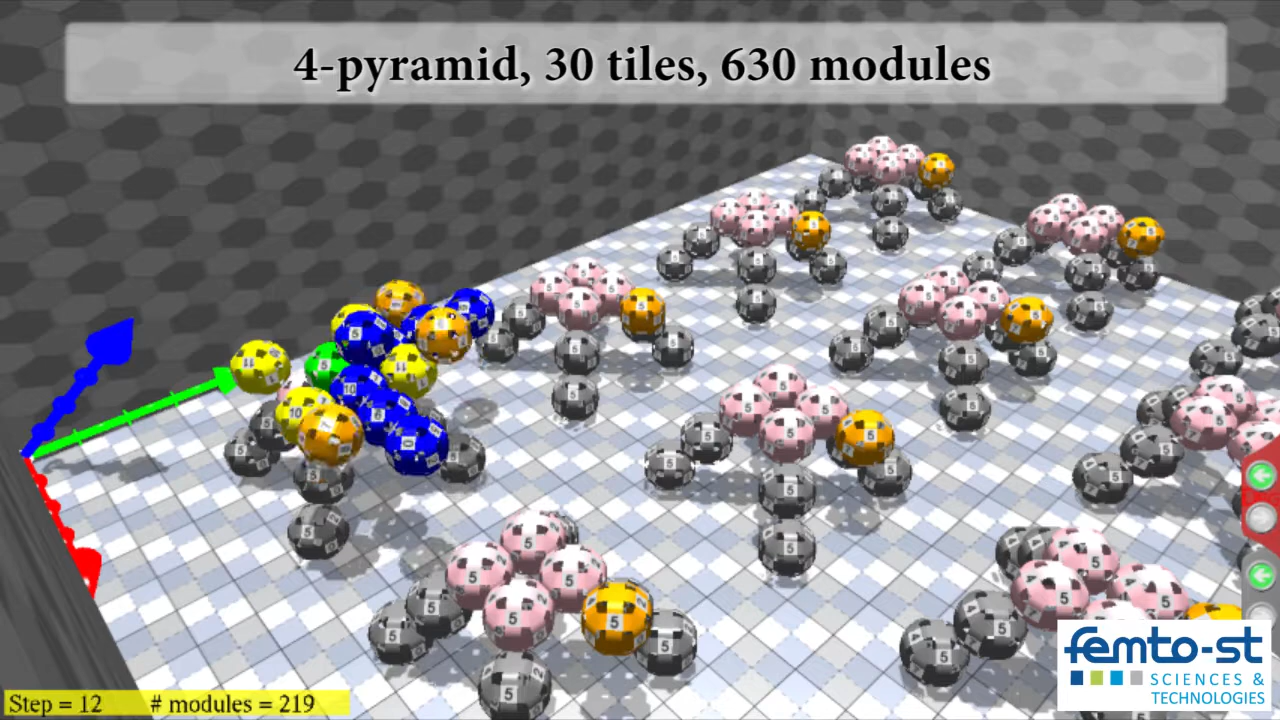 4-pyramid, 30 tiles, 630 modules
Step = 12 # modules = 219
femto-st
SCIENCES &
TECHNOLOGIES